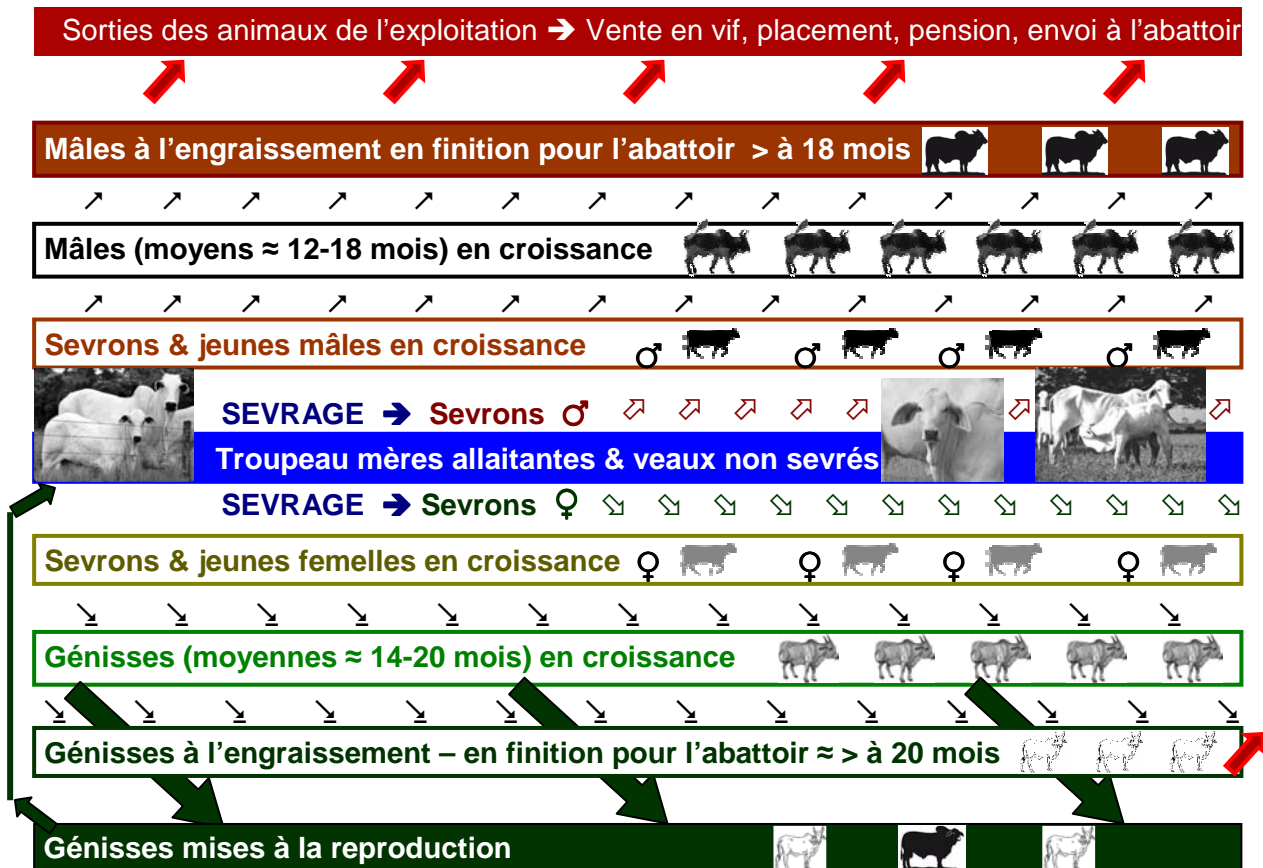 Sorties des animaux de l'exploitation ➔ Vente en vif, placement, pension, envoi à l'abattoir
Mâles à l'engraissement en finition pour l'abattoir > à 18 mois
Mâles (moyens ≈ 12-18 mois) en croissance
Sevrons & jeunes mâles en croissance ♂ ♂ ♂ ♂
SEVRAGE ➔ Sevrons ♂
Troupeau mères allaitantes & veaux non sevrés
SEVRAGE ➔ Sevrons ♀
Sevrons & jeunes femelles en croissance ♀ ♀ ♀ ♀
Génisses (moyennes ≈ 14-20 mois) en croissance
Génisses à l'engraissement – en finition pour l'abattoir ≈ > à 20 mois
Génisses mises à la reproduction